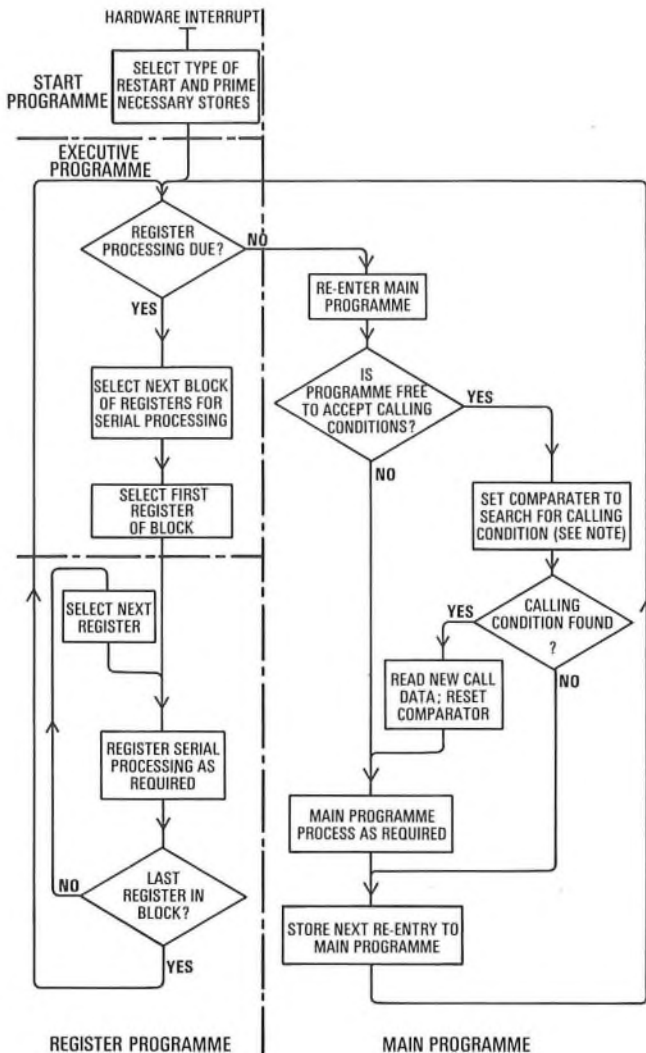 HARDWARE INTERRUPT
START
PROGRAMME
SELECT TYPE OF
RESTART AND PRIME
NECESSARY STORES
EXECUTIVE
PROGRAMME
REGISTER
PROCESSING DUE?
NO
YES
RE-ENTER MAIN
PROGRAMME
SELECT NEXT BLOCK
OF REGISTERS FOR
SERIAL PROCESSING
IS
PROGRAMME FREE
TO ACCEPT CALLING
CONDITIONS?
YES
NO
SELECT FIRST
REGISTER
OF BLOCK
SET COMPARATER TO
SEARCH FOR CALLING
CONDITION (SEE NOTE)
SELECT NEXT
REGISTER
YES
CALLING
CONDITION FOUND
?
NO
READ NEW CALL
DATA; RESET
COMPARATOR
REGISTER SERIAL
PROCESSING AS
REQUIRED
MAIN PROGRAMME
PROCESS AS REQUIRED
NO
LAST
REGISTER IN
BLOCK?
YES
STORE NEXT RE-ENTRY TO
MAIN PROGRAMME
REGISTER PROGRAMME
MAIN PROGRAMME